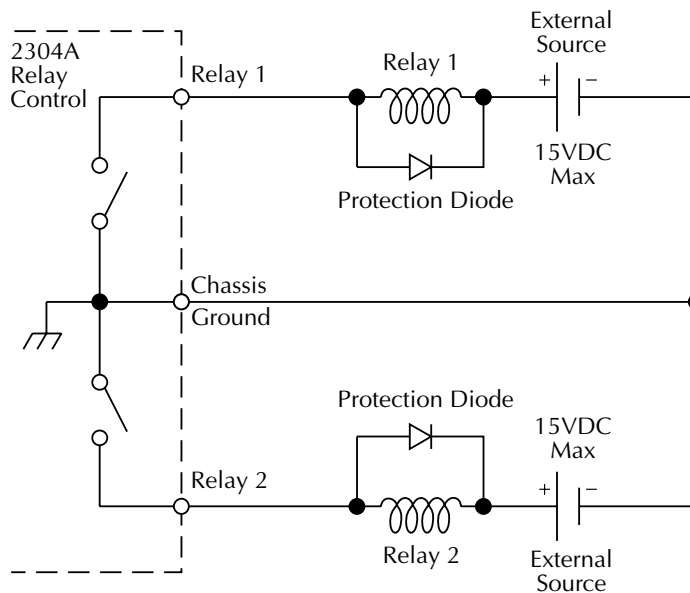 2304A
Relay
Control
Relay 1
Relay 1
External
Source
+
−
15VDC
Max
Protection Diode
Chassis
Ground
Protection Diode
15VDC
Max
Relay 2
+
−
Relay 2
External
Source